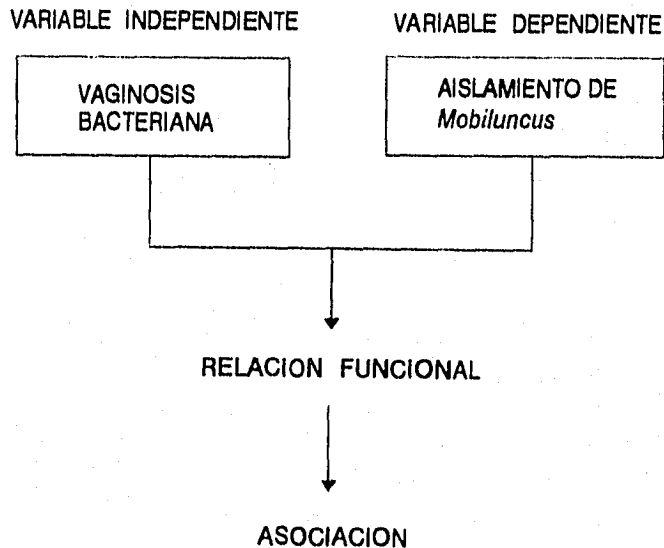 VARIABLE INDEPENDIENTE
VARIABLE DEPENDIENTE
VAGINOSIS
BACTERIANA
AISLAMIENTO DE
Mobiluncus
RELACION FUNCIONAL
ASOCIACION